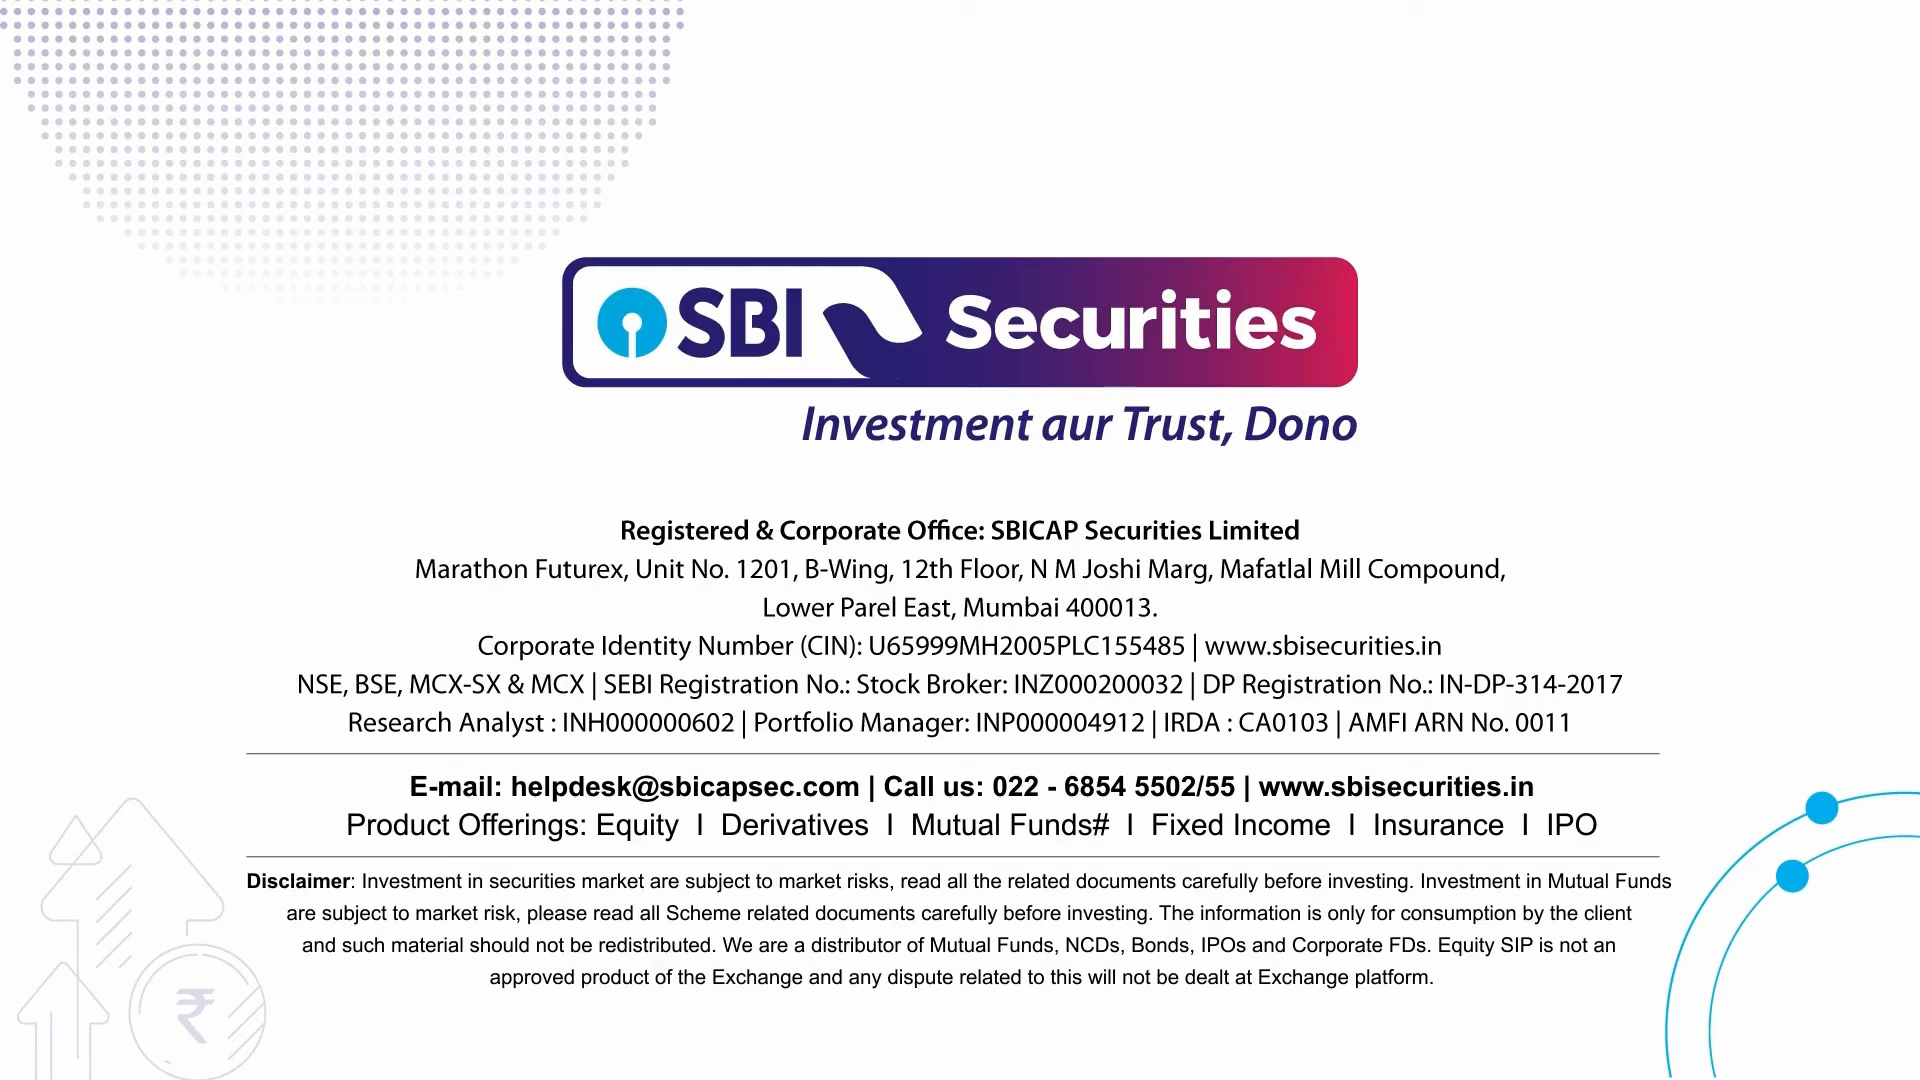 SBI Securities
Investment aur Trust, Dono
Registered & Corporate Office: SBICAP Securities Limited
Marathon Futurex, Unit No. 1201, B-Wing, 12th Floor, N M Joshi Marg, Mafatlal Mill Compound,
Lower Parel East, Mumbai 400013.
Corporate Identity Number (CIN): U65999MH2005PLC155485 | www.sbisecurities.in
NSE, BSE, MCX-SX & MCX | SEBI Registration No.: Stock Broker: INZ000200032 | DP Registration No.: IN-DP-314-2017
Research Analyst : INH000000602 | Portfolio Manager: INP000004912 | IRDA : CA0103 | AMFI ARN No. 0011
E-mail: helpdesk@sbicapsec.com | Call us: 022 - 6854 5502/55 | www.sbisecurities.in
Product Offerings: Equity I Derivatives I Mutual Funds# I Fixed Income I Insurance I IPO
Disclaimer: Investment in securities market are subject to market risks, read all the related documents carefully before investing. Investment in Mutual Funds
are subject to market risk, please read all Scheme related documents carefully before investing. The information is only for consumption by the client
and such material should not be redistributed. We are a distributor of Mutual Funds, NCDs, Bonds, IPOs and Corporate FDs. Equity SIP is not an
approved product of the Exchange and any dispute related to this will not be dealt at Exchange platform.
₹